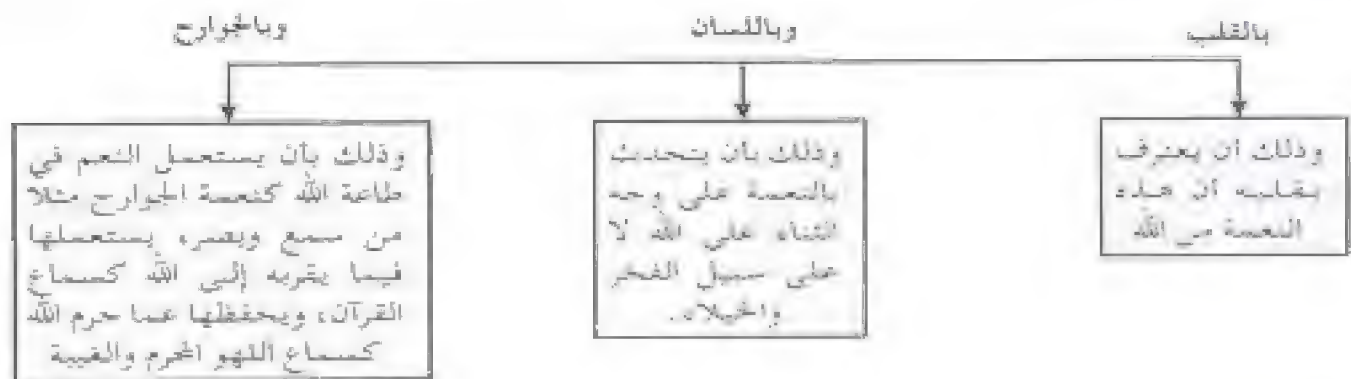 بالقلب
وباللسان
وبالجوارح
وذلك أن يعترف
بقلبه أن هذه
النعمة من الله
وذلك بأن يتحدث
بالنعمة على وجه
الثناء على الله لا
على سبيل الفخر
والخيلاء.
وذلك بأن يستعمل النعم في
طاعة الله كنعمة الجوارح مثلا
من سمع وبصر، يستعملها
فيما يقربه إلى الله كسماع
القرآن، ويحفظها عما حرم الله
كسماع اللهو المحرم والغيبة